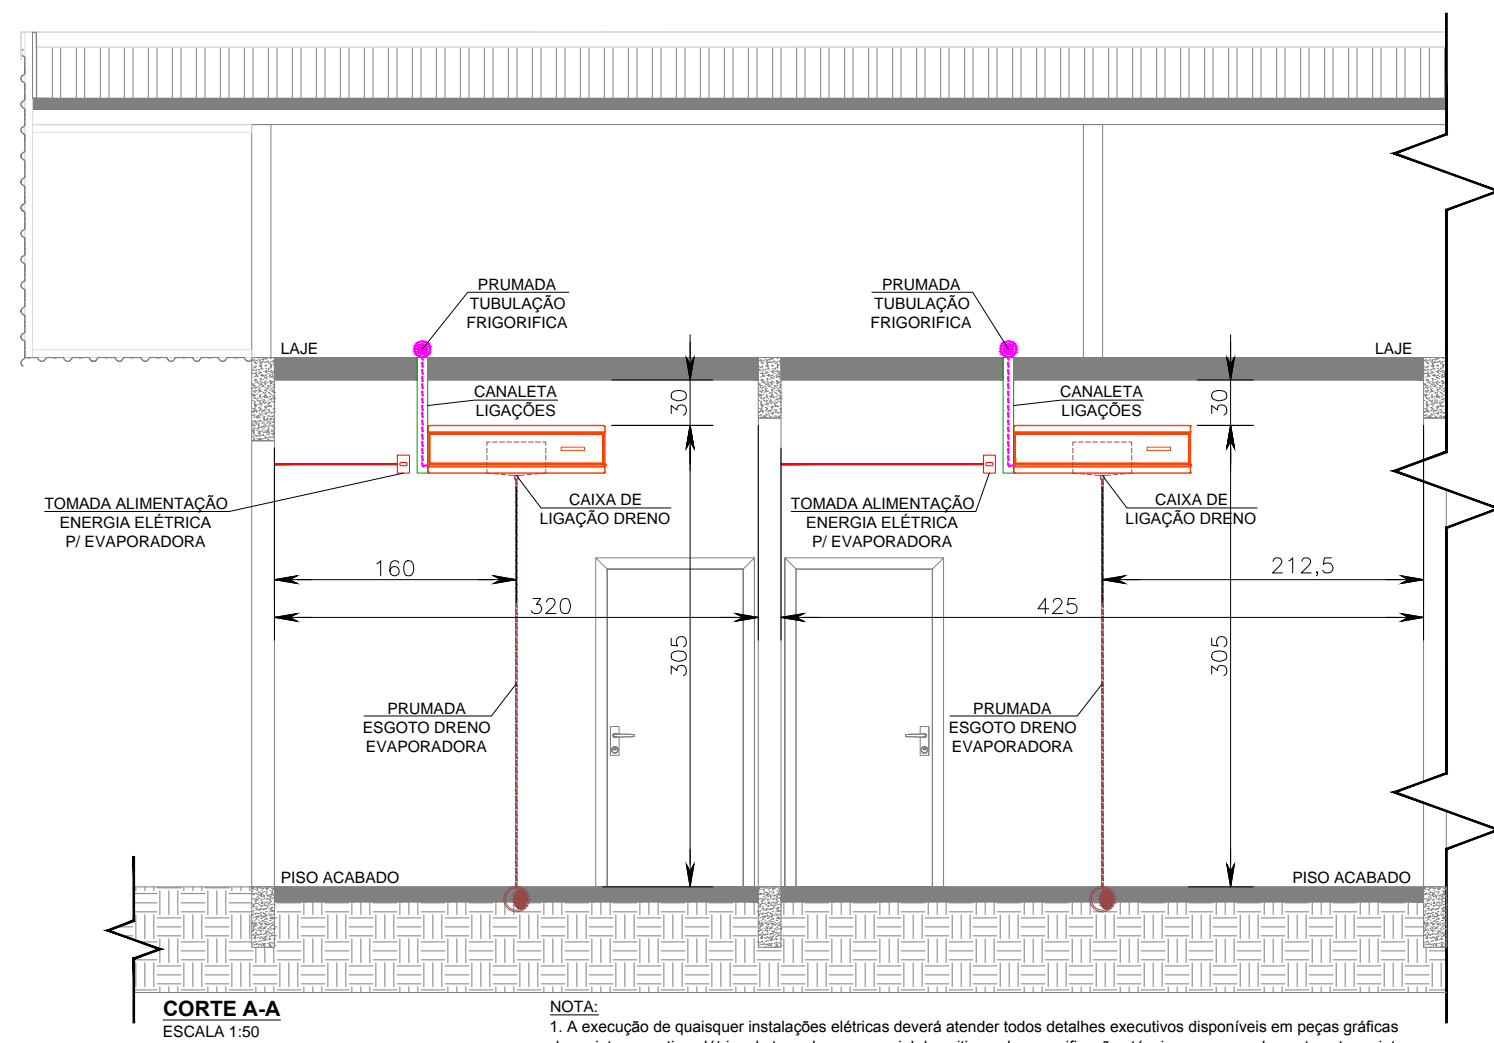 PRUMADA
TUBULAÇÃO
FRIGORIFICA
PRUMADA
TUBULAÇÃO
FRIGORIFICA
LAJE
LAJE
CANALETA
LIGAÇÕES
30
CANALETA
LIGAÇÕES
30
TOMADA ALIMENTAÇÃO
ENERGIA ELÉTRICA
P/ EVAPORADORA
CAIXA DE
LIGAÇÃO DRENO
TOMADA ALIMENTAÇÃO
ENERGIA ELÉTRICA
P/ EVAPORADORA
CAIXA DE
LIGAÇÃO DRENO
160
212,5
320
425
305
305
PRUMADA
ESGOTO DRENO
EVAPORADORA
PRUMADA
ESGOTO DRENO
EVAPORADORA
PISO ACABADO
PISO ACABADO
CORTE A-A
ESCALA 1:50
NOTA:
1. A execução de quaisquer instalações elétricas deverá atender todos detalhes executivos disponíveis em peças gráficas